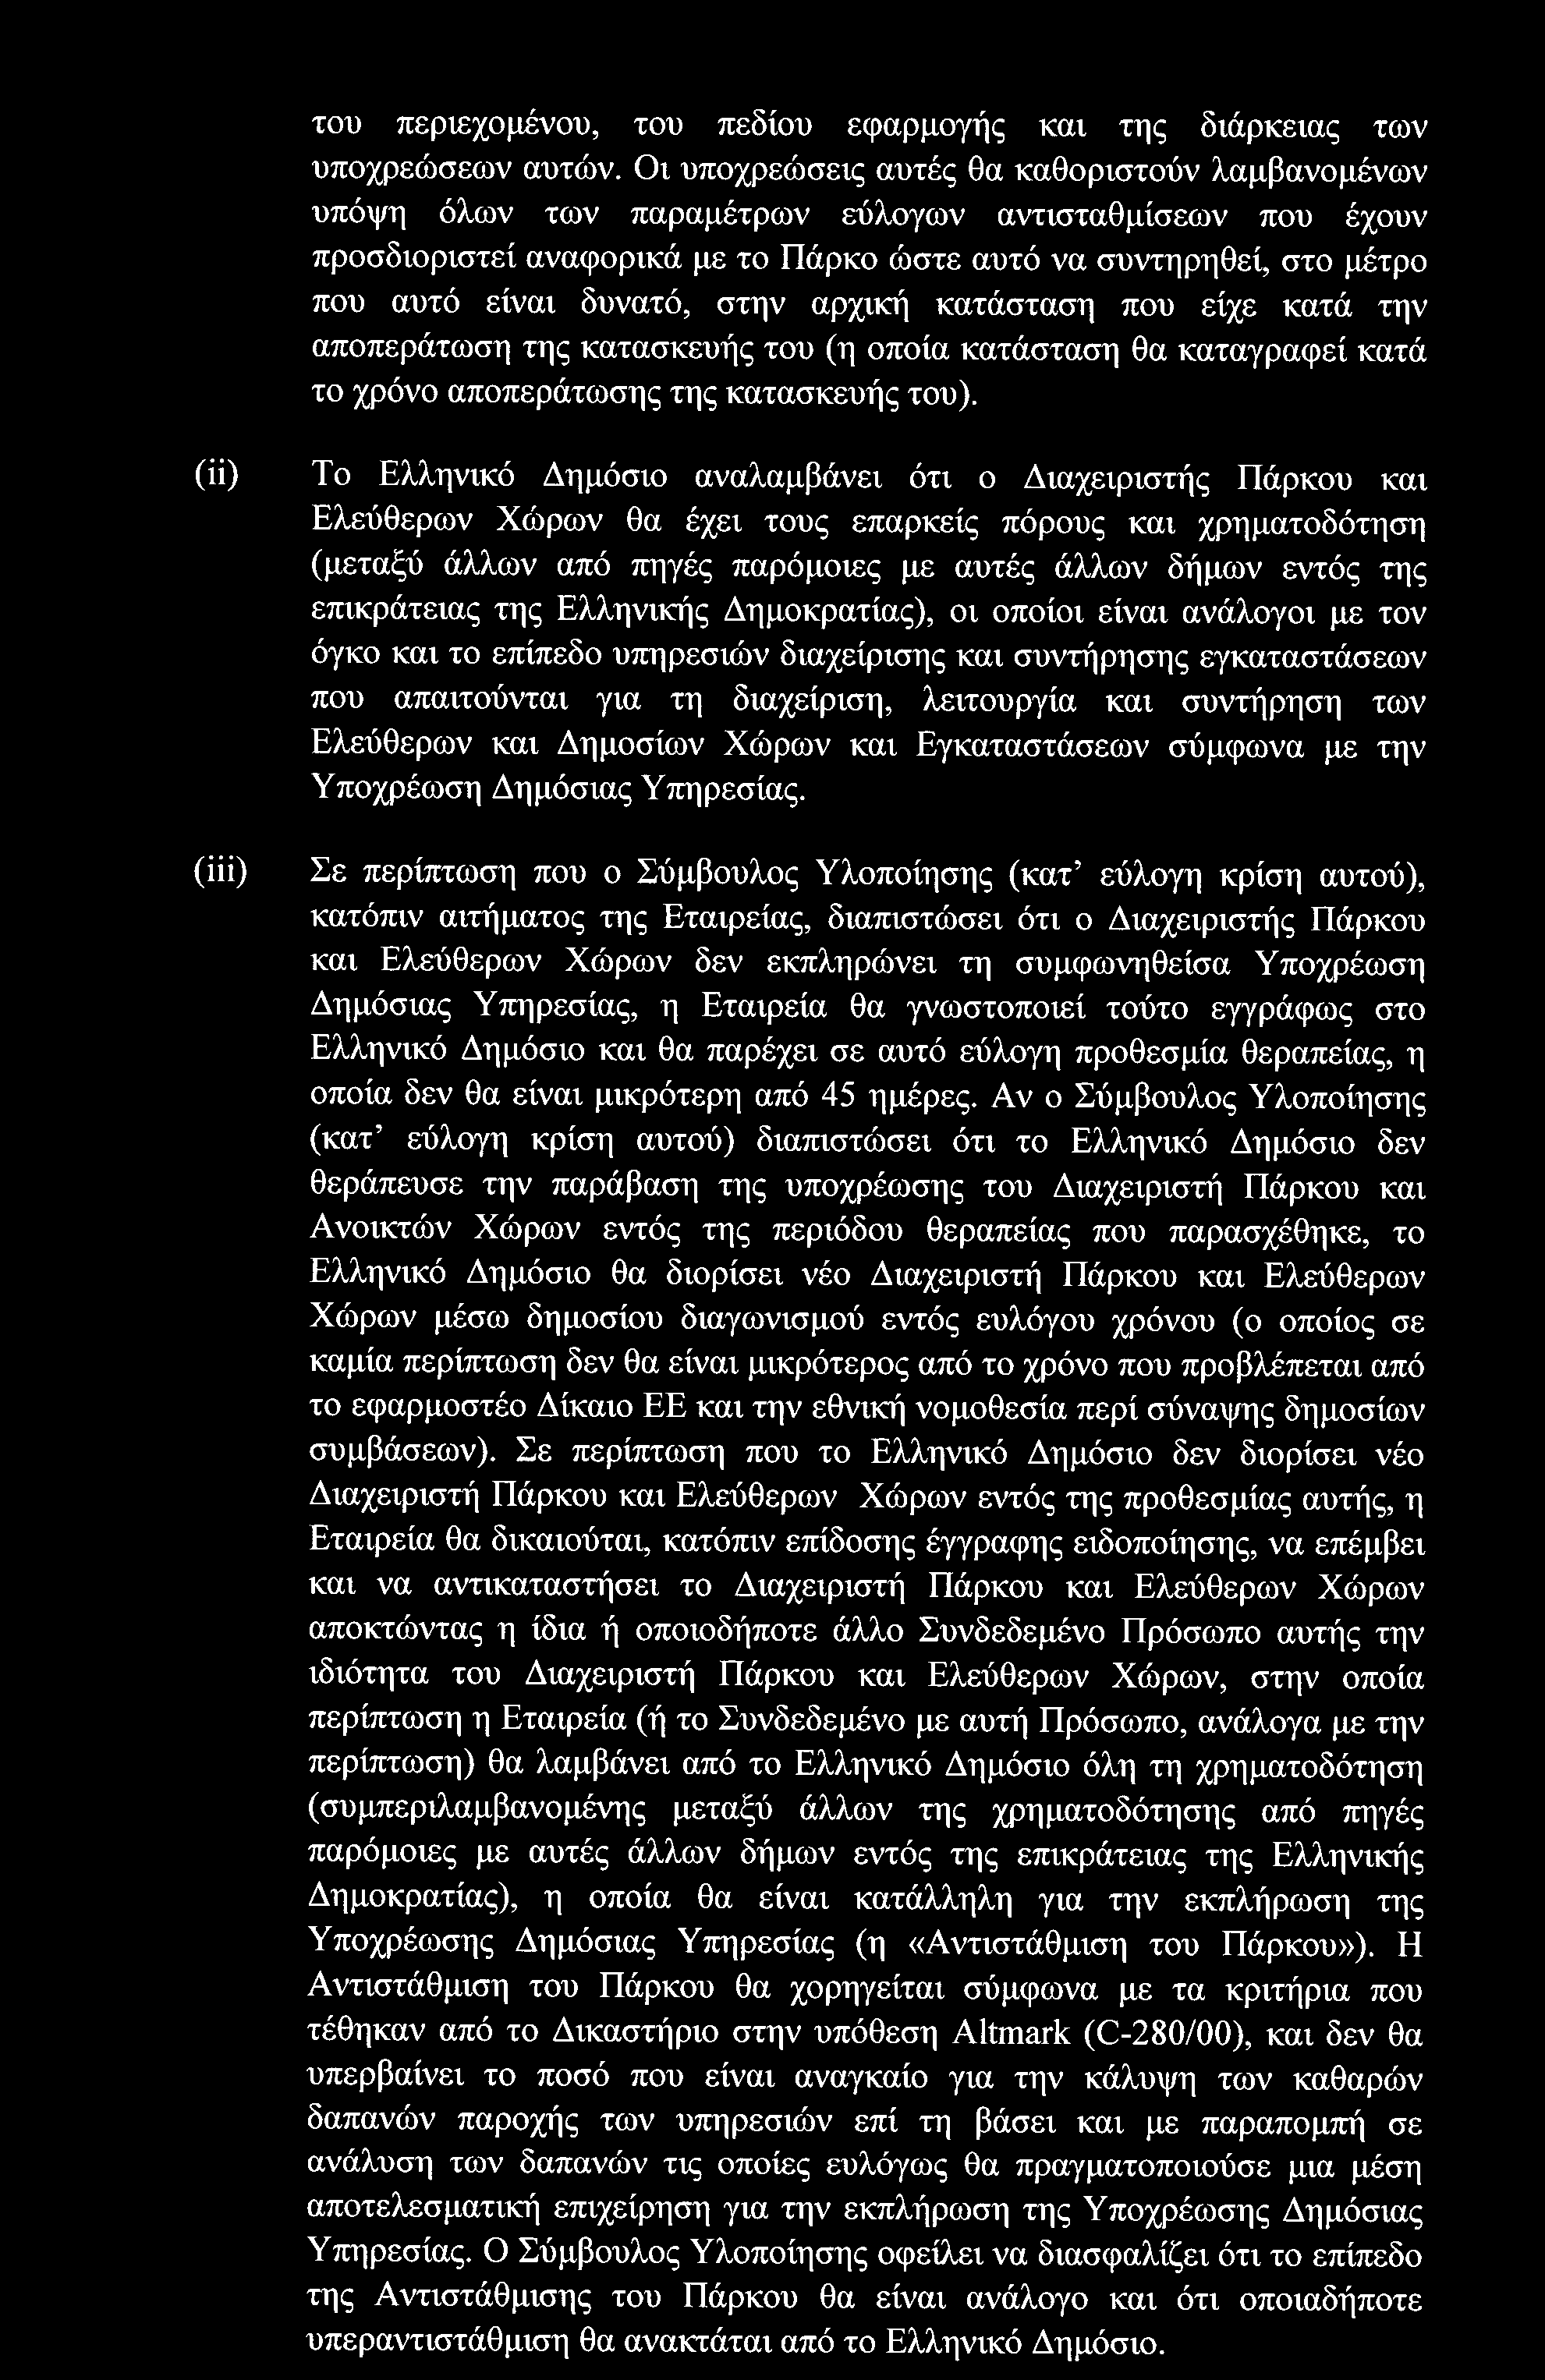 του περιεχομένου, του πεδίου εφαρμογής και της διάρκειας των
υποχρεώσεων αυτών. Οι υποχρεώσεις αυτές θα καθοριστούν λαμβανομένων
υπόψη όλων των παραμέτρων εύλογων αντισταθμίσεων που έχουν
προσδιοριστεί αναφορικά με το Πάρκο ώστε αυτό να συντηρηθεί, στο μέτρο
που αυτό είναι δυνατό, στην αρχική κατάσταση που είχε κατά την
αποπεράτωση της κατασκευής του (η οποία κατάσταση θα καταγραφεί κατά
το χρόνο αποπεράτωσης της κατασκευής του).
(ii) Το Ελληνικό Δημόσιο αναλαμβάνει ότι ο Διαχειριστής Πάρκου και
Ελεύθερων Χώρων θα έχει τους επαρκείς πόρους και χρηματοδότηση
(μεταξύ άλλων από πηγές παρόμοιες με αυτές άλλων δήμων εντός της
επικράτειας της Ελληνικής Δημοκρατίας), οι οποίοι είναι ανάλογοι με τον
όγκο και το επίπεδο υπηρεσιών διαχείρισης και συντήρησης εγκαταστάσεων
που απαιτούνται για τη διαχείριση, λειτουργία και συντήρηση των
Ελεύθερων και Δημοσίων Χώρων και Εγκαταστάσεων σύμφωνα με την
Υποχρέωση Δημόσιας Υπηρεσίας.
(iii) Σε περίπτωση που ο Σύμβουλος Υλοποίησης (κατ’ εύλογη κρίση αυτού),
κατόπιν αιτήματος της Εταιρείας, διαπιστώσει ότι ο Διαχειριστής Πάρκου
και Ελεύθερων Χώρων δεν εκπληρώνει τη συμφωνηθείσα Υποχρέωση
Δημόσιας Υπηρεσίας, η Εταιρεία θα γνωστοποιεί τούτο εγγράφως στο
Ελληνικό Δημόσιο και θα παρέχει σε αυτό εύλογη προθεσμία θεραπείας, η
οποία δεν θα είναι μικρότερη από 45 ημέρες. Αν ο Σύμβουλος Υλοποίησης
(κατ’ εύλογη κρίση αυτού) διαπιστώσει ότι το Ελληνικό Δημόσιο δεν
θεράπευσε την παράβαση της υποχρέωσης του Διαχειριστή Πάρκου και
Ανοικτών Χώρων εντός της περιόδου θεραπείας που παρασχέθηκε, το
Ελληνικό Δημόσιο θα διορίσει νέο Διαχειριστή Πάρκου και Ελεύθερων
Χώρων μέσω δημοσίου διαγωνισμού εντός ευλόγου χρόνου (ο οποίος σε
καμία περίπτωση δεν θα είναι μικρότερος από το χρόνο που προβλέπεται από
το εφαρμοστέο Δίκαιο ΕΕ και την εθνική νομοθεσία περί σύναψης δημοσίων
συμβάσεων). Σε περίπτωση που το Ελληνικό Δημόσιο δεν διορίσει νέο
Διαχειριστή Πάρκου και Ελεύθερων Χώρων εντός της προθεσμίας αυτής, η
Εταιρεία θα δικαιούται, κατόπιν επίδοσης έγγραφης ειδοποίησης, να επέμβει
και να αντικαταστήσει το Διαχειριστή Πάρκου και Ελεύθερων Χώρων
αποκτώντας η ίδια ή οποιοδήποτε άλλο Συνδεδεμένο Πρόσωπο αυτής την
ιδιότητα του Διαχειριστή Πάρκου και Ελεύθερων Χώρων, στην οποία
περίπτωση η Εταιρεία (ή το Συνδεδεμένο με αυτή Πρόσωπο, ανάλογα με την
περίπτωση) θα λαμβάνει από το Ελληνικό Δημόσιο όλη τη χρηματοδότηση
(συμπεριλαμβανομένης μεταξύ άλλων της χρηματοδότησης από πηγές
παρόμοιες με αυτές άλλων δήμων εντός της επικράτειας της Ελληνικής
Δημοκρατίας), η οποία θα είναι κατάλληλη για την εκπλήρωση της
Υποχρέωσης Δημόσιας Υπηρεσίας (η «Αντιστάθμιση του Πάρκου»). Η
Αντιστάθμιση του Πάρκου θα χορηγείται σύμφωνα με τα κριτήρια που
τέθηκαν από το Δικαστήριο στην υπόθεση Altmark (C-280/00), και δεν θα
υπερβαίνει το ποσό που είναι αναγκαίο για την κάλυψη των καθαρών
δαπανών παροχής των υπηρεσιών επί τη βάσει και με παραπομπή σε
ανάλυση των δαπανών τις οποίες ευλόγως θα πραγματοποιούσε μια μέση
αποτελεσματική επιχείρηση για την εκπλήρωση της Υποχρέωσης Δημόσιας
Υπηρεσίας. Ο Σύμβουλος Υλοποίησης οφείλει να διασφαλίζει ότι το επίπεδο
της Αντιστάθμισης του Πάρκου θα είναι ανάλογο και ότι οποιαδήποτε
υπεραντιστάθμιση θα ανακτάται από το Ελληνικό Δημόσιο.